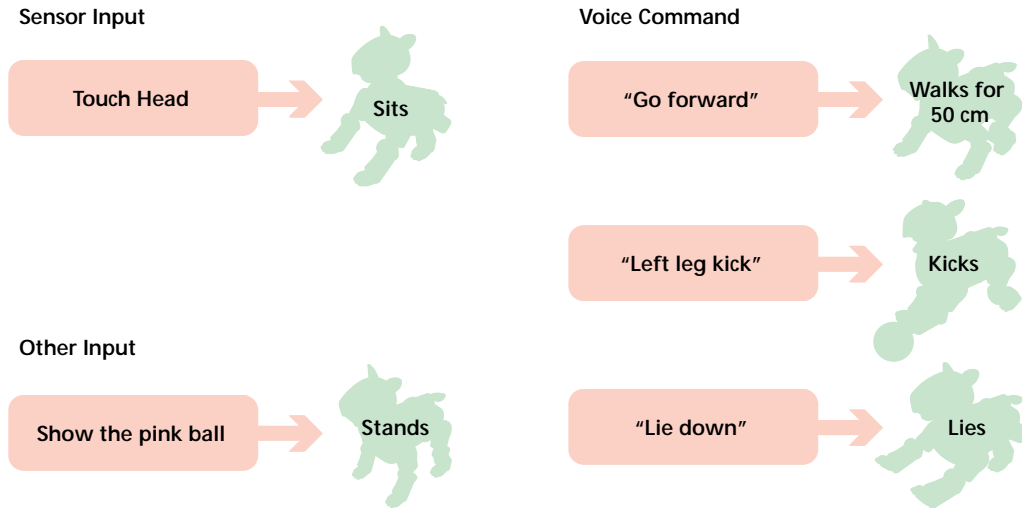 Sensor Input
Touch Head
Sits
Other Input
Show the pink ball
Stands
Voice Command
“Go forward”
Walks for
50 cm
“Left leg kick”
Kicks
“Lie down”
Lies